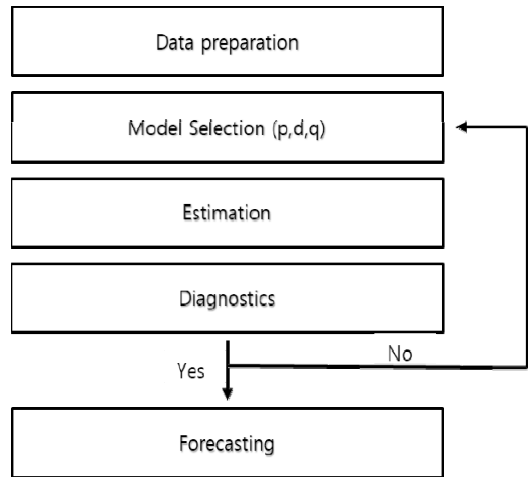 Data preparation
Model Selection (p,d,q)
Estimation
Diagnostics
No
Yes
Forecasting